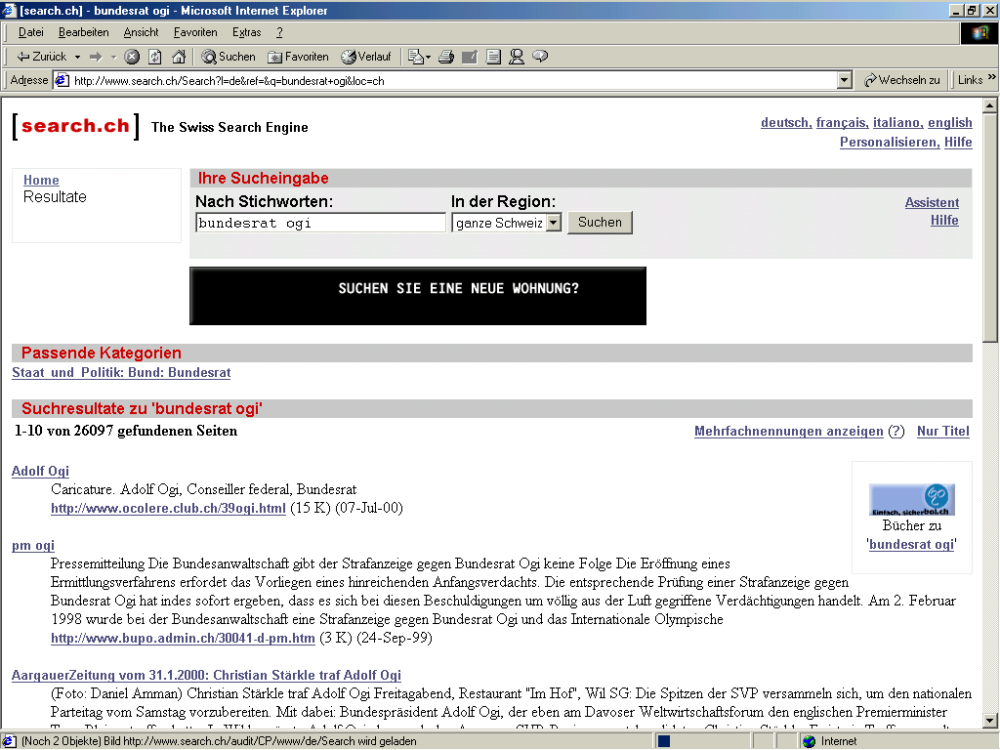 [search.ch] - bundesrat ogi - Microsoft Internet Explorer
Datei Bearbeiten Ansicht Favoriten Extras ?
Zurück Suchen Favoriten Verlauf
Adresse http://www.search.ch/Search?l=de&ref=&q=bundesrat+ogi&loc=ch Wechseln zu Links »
[search.ch] The Swiss Search Engine
deutsch, français, italiano, english
Personalisieren, Hilfe
Home
Resultate
Ihre Sucheingabe
Nach Stichworten: In der Region:
bundesrat ogi ganze Schweiz Suchen
Assistent
Hilfe
SUCHEN SIE EINE NEUE WOHNUNG?
Passende Kategorien
Staat und Politik: Bund: Bundesrat
Suchresultate zu 'bundesrat ogi'
1-10 von 26097 gefundenen Seiten Mehrfachnennungen anzeigen (?) Nur Titel
Adolf Ogi
Caricature. Adolf Ogi, Conseiller federal, Bundesrat
http://www.ocolere.club.ch/39ogi.html (15 K) (07-Jul-00)
Einfach, sicher bol.ch
Bücher zu
'bundesrat ogi'
pm ogi
Pressemitteilung Die Bundesanwaltschaft gibt der Strafanzeige gegen Bundesrat Ogi keine Folge Die Eröffnung eines
Ermittlungsverfahrens erfordet das Vorliegen eines hinreichenden Anfangsverdachts. Die entsprechende Prüfung einer Strafanzeige gegen
Bundesrat Ogi hat indes sofort ergeben, dass es sich bei diesen Beschuldigungen um völlig aus der Luft gegriffene Verdächtigungen handelt. Am 2. Februar
1998 wurde bei der Bundesanwaltschaft eine Strafanzeige gegen Bundesrat Ogi und das Internationale Olympische
http://www.bupo.admin.ch/30041-d-pm.htm (3 K) (24-Sep-99)
AargauerZeitung vom 31.1.2000: Christian Stärkle traf Adolf Ogi
(Foto: Daniel Amman) Christian Stärkle traf Adolf Ogi Freitagabend, Restaurant "Im Hof", Wil SG: Die Spitzen der SVP versammeln sich, um den nationalen
Parteitag vom Samstag vorzubereiten. Mit dabei: Bundespräsident Adolf Ogi, der eben am Davoser Weltwirtschaftsforum den englischen Premierminister
(Noch 2 Objekte) Bild http://www.search.ch/audit/CP/www/de/Search wird geladen Internet